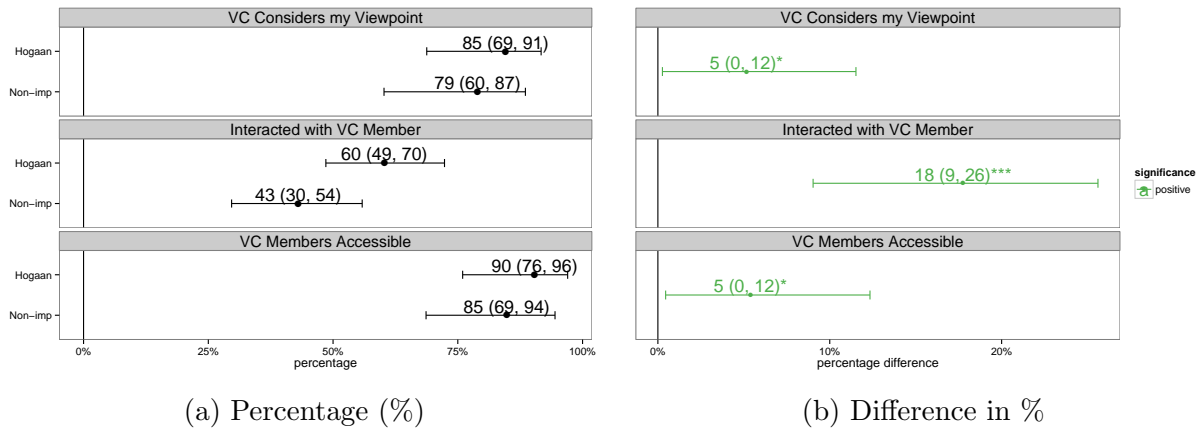 VC Considers my Viewpoint
Hogaan
85 (69, 91)
Non−imp
79 (60, 87)
Interacted with VC Member
Hogaan
60 (49, 70)
Non−imp
43 (30, 54)
VC Members Accessible
Hogaan
90 (76, 96)
Non−imp
85 (69, 94)
0% 25% 50% 75% 100%
percentage
(a) Percentage (%)
VC Considers my Viewpoint
5 (0, 12)*
Interacted with VC Member
18 (9, 26)***
VC Members Accessible
5 (0, 12)*
0% 10% 20%
percentage difference
significance
a positive
(b) Difference in %